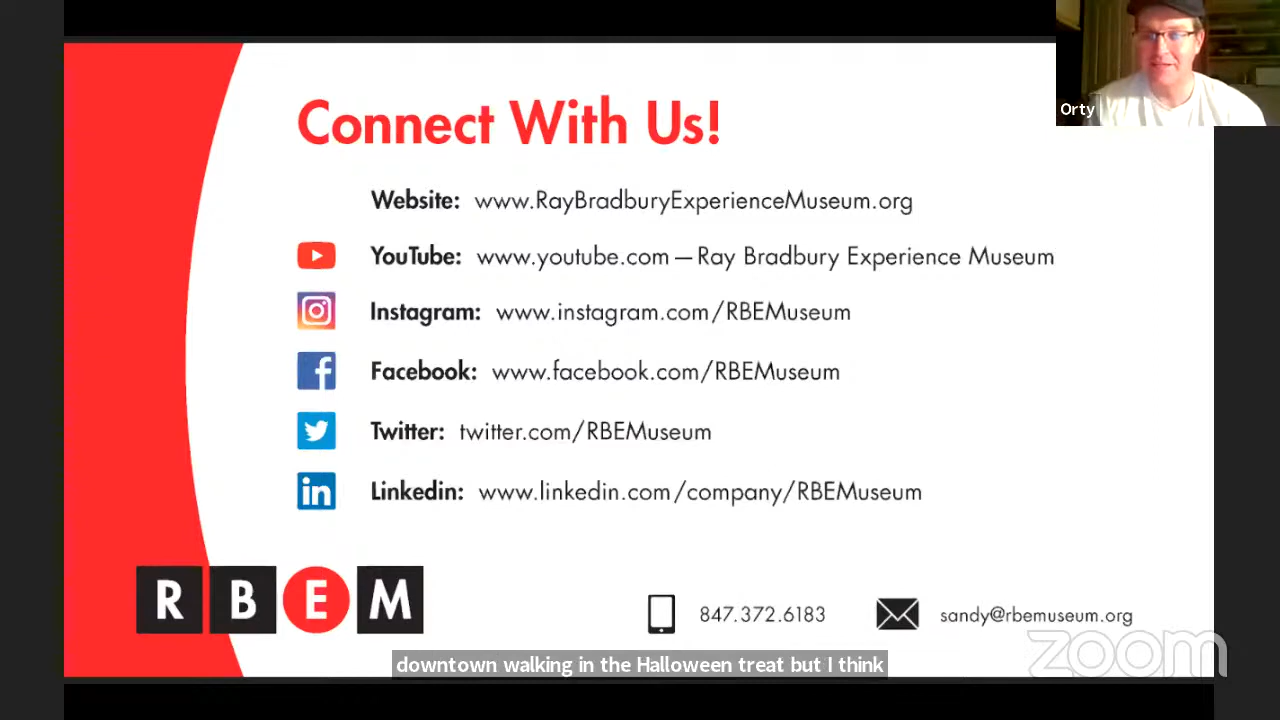 Connect With Us!
Orty
Website: www.RayBradburyExperienceMuseum.org
YouTube: www.youtube.com — Ray Bradbury Experience Museum
Instagram: www.instagram.com/RBEMuseum
Facebook: www.facebook.com/RBEMuseum
Twitter: twitter.com/RBEMuseum
in Linkedin: www.linkedin.com/company/RBEMuseum
RBEM
847.372.6183 sandy@rbemuseum.org
zoom
downtown walking in the Halloween treat but I think